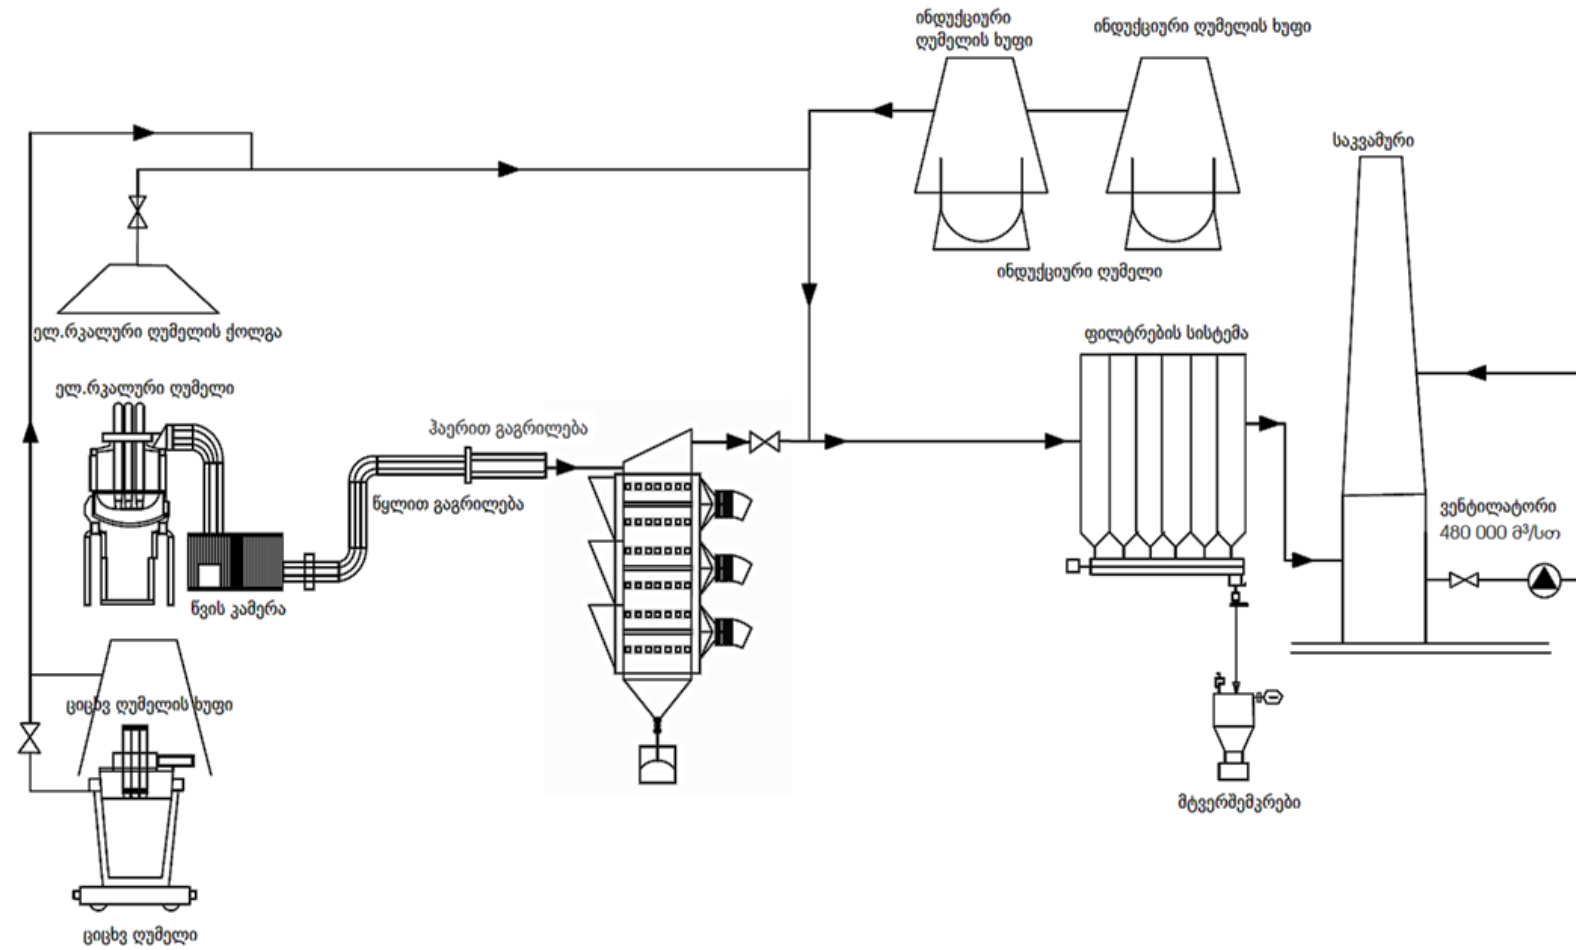 ინდუქციური
ღუმელის ხუფი
ინდუქციური ღუმელის ხუფი
საკვამური
ინდუქციური ღუმელი
ელ.რკალური ღუმელის ქოლგა
ფილტრების სისტემა
ელ.რკალური ღუმელი
ჰაერით გაგრილება
წყლით გაგრილება
ვენტილატორი
480 000 მ³/სთ
წვის კამერა
ციცხვ ღუმელის ხუფი
მტვერშემკრები
ციცხვ ღუმელი